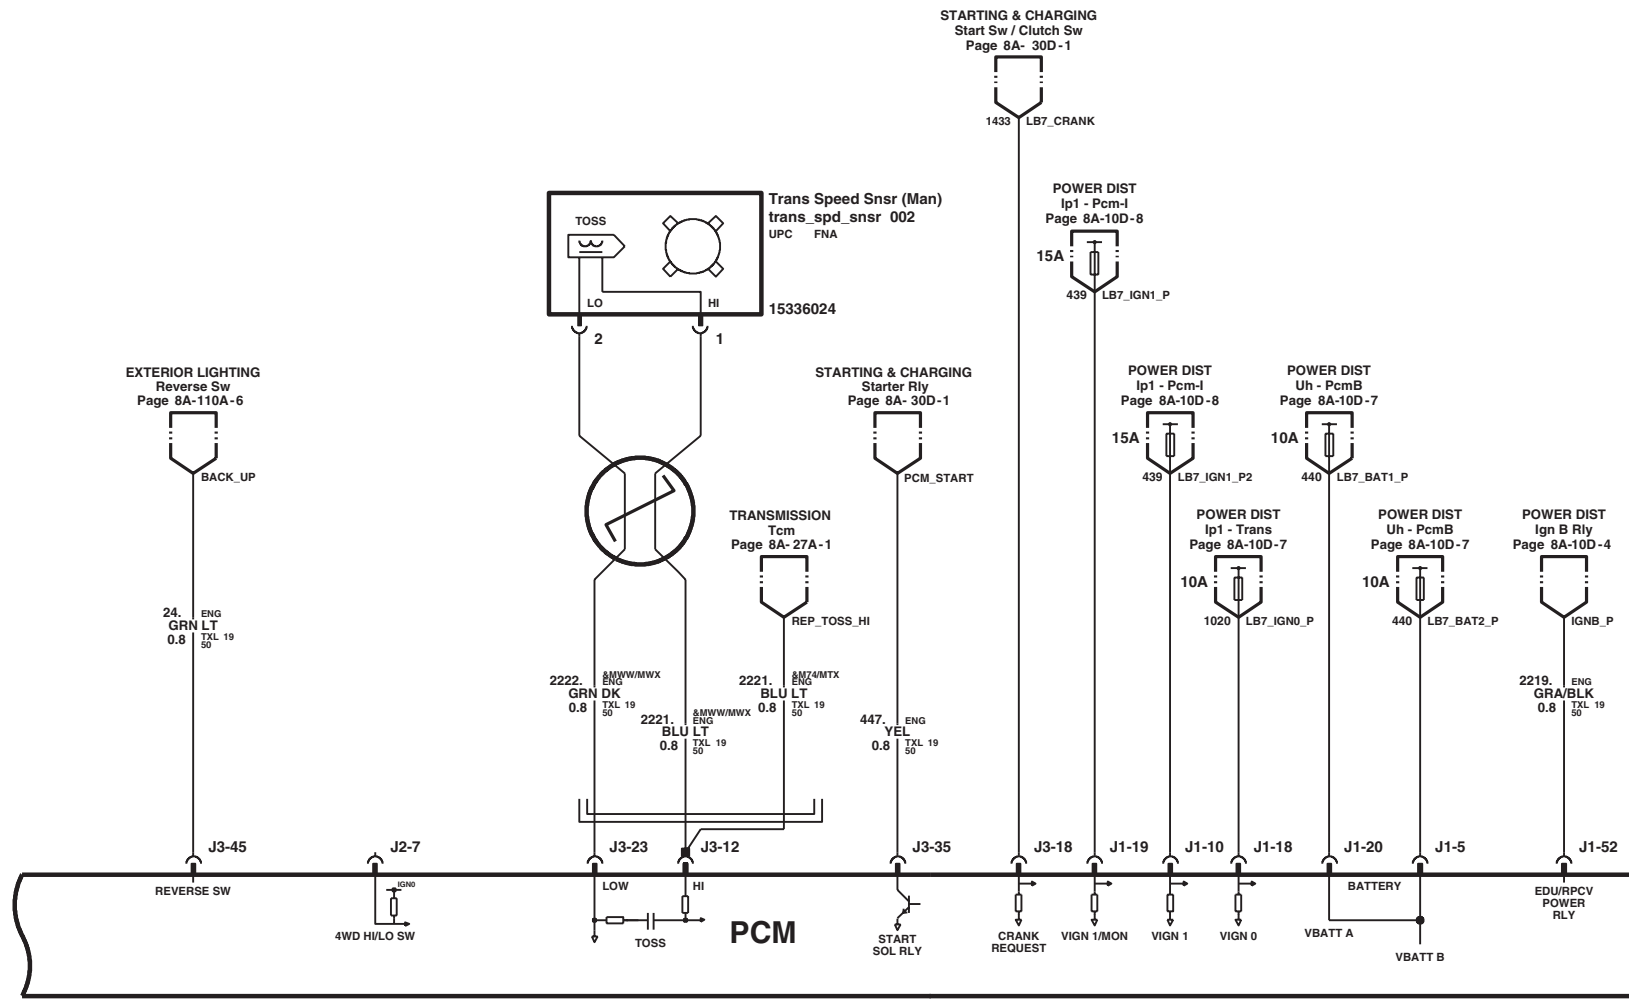 STARTING & CHARGING
Start Sw / Clutch Sw
Page 8A- 30D-1
1433 LB7_CRANK
Trans Speed Snsr (Man)
trans_spd_snsr 002
UPC FNA
TOSS
LO
HI
15336024
2
1
POWER DIST
Ip1 - Pcm-I
Page 8A-10D-8
15A
439 LB7_IGN1_P
EXTERIOR LIGHTING
Reverse Sw
Page 8A-110A-6
BACK_UP
STARTING & CHARGING
Starter Rly
Page 8A- 30D-1
PCM_START
POWER DIST
Ip1 - Pcm-I
Page 8A-10D-8
15A
439 LB7_IGN1_P2
POWER DIST
Uh - PcmB
Page 8A-10D-7
10A
440 LB7_BAT1_P
TRANSMISSION
Tcm
Page 8A- 27A-1
REP_TOSS_HI
POWER DIST
Ip1 - Trans
Page 8A-10D-7
10A
1020 LB7_IGN0_P
POWER DIST
Uh - PcmB
Page 8A-10D-7
10A
440 LB7_BAT2_P
POWER DIST
Ign B Rly
Page 8A-10D-4
IGNB_P
24. ENG
GRN LT
0.8 TXL 19
50
&MWW/MWX
2222. ENG
GRN DK
0.8 TXL 19
50
&MWW/MWX
2221. ENG
BLU LT
0.8 TXL 19
50
&M74/MTX
2221. ENG
BLU LT
0.8 TXL 19
50
447. ENG
YEL
0.8 TXL 19
50
2219. ENG
GRA/BLK
0.8 TXL 19
50
J3-45
J2-7
J3-23
J3-12
J3-35
J3-18
J1-19
J1-10
J1-18
J1-20
J1-5
J1-52
REVERSE SW
IGN0
4WD HI/LO SW
LOW
HI
TOSS
PCM
START
SOL RLY
CRANK
REQUEST
VIGN 1/MON
VIGN 1
VIGN 0
BATTERY
VBATT A
VBATT B
EDU/RPCV
POWER
RLY